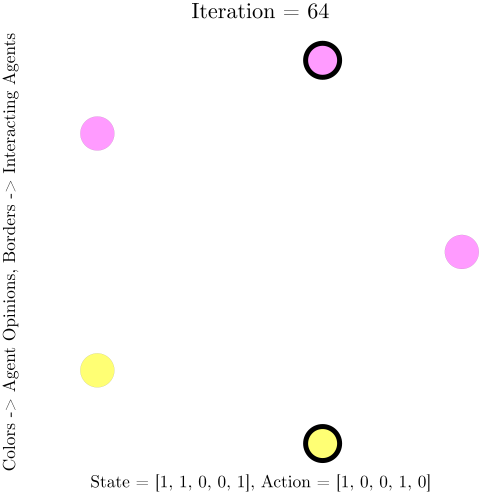 Iteration = 64
Colors -> Agent Opinions, Borders -> Interacting Agents
State = [1, 1, 0, 0, 1], Action = [1, 0, 0, 1, 0]